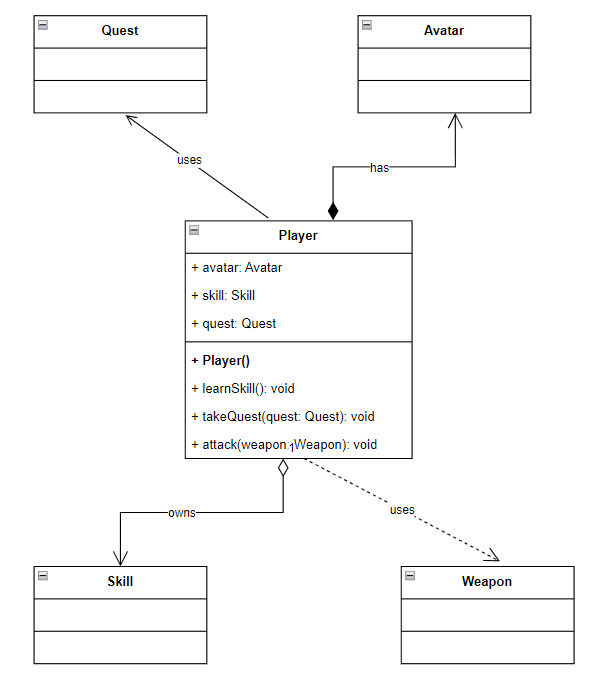 Quest
Avatar
uses
has
Player
+ avatar: Avatar
+ skill: Skill
+ quest: Quest
+ Player()
+ learnSkill(): void
+ takeQuest(quest: Quest): void
+ attack(weapon: Weapon): void
1
owns
uses
Skill
Weapon